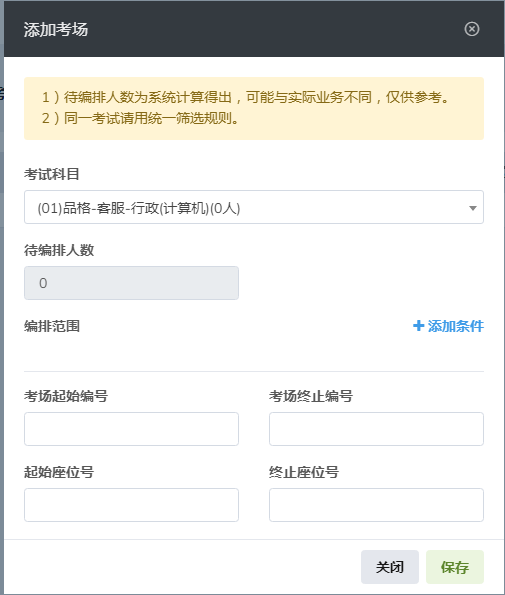 添加考场
1）待编排人数为系统计算得出，可能与实际业务不同，仅供参考。
2）同一考试请用统一筛选规则。
考试科目
(01)品格-客服-行政(计算机)(0人)
待编排人数
0
编排范围
添加条件
考场起始编号
考场终止编号
起始座位号
终止座位号
关闭
保存